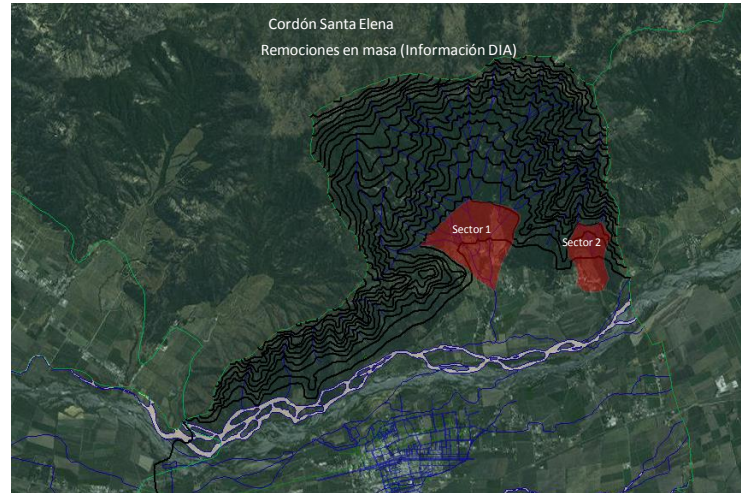 Cordón Santa Elena
Remociones en masa (Información DIA)
Sector 1
Sector 2